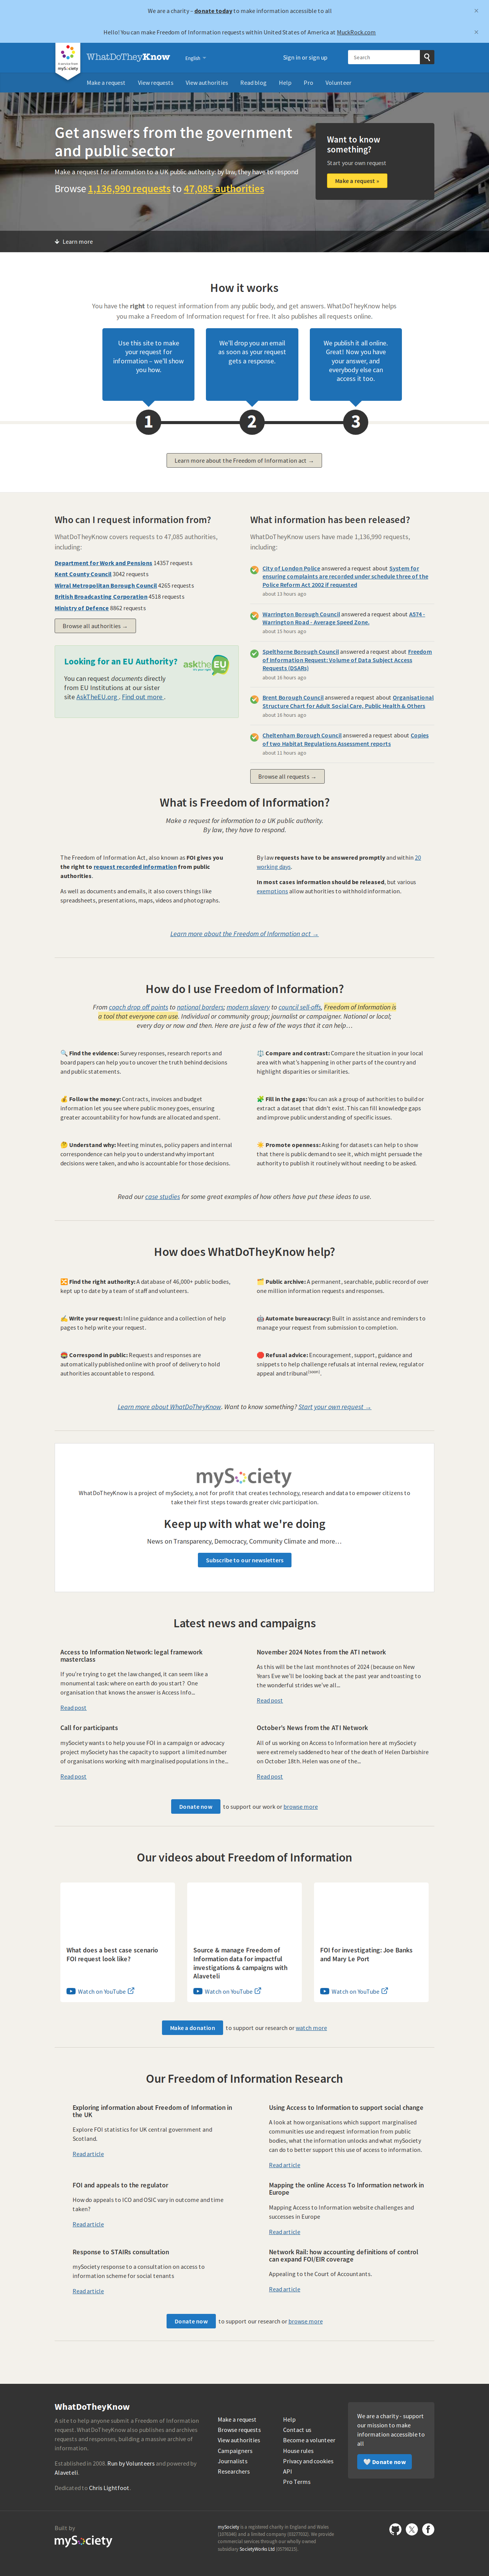 We are a charity – donate today to make information accessible to all
×
Hello! You can make Freedom of Information requests within United States of America at MuckRock.com
×
A service from
mySociety
WhatDoTheyKnow
English
Sign in or sign up
Search
Make a request
View requests
View authorities
Read blog
Help
Pro
Volunteer
Get answers from the government
and public sector
Make a request for information to a UK public authority: by law, they have to respond
Browse 1,136,990 requests to 47,085 authorities
Want to know
something?
Start your own request
Make a request »
Learn more
How it works
You have the right to request information from any public body, and get answers. WhatDoTheyKnow helps
you make a Freedom of Information request for free. It also publishes all requests online.
Use this site to make
your request for
information – we'll show
you how.
We'll drop you an email
as soon as your request
gets a response.
We publish it all online.
Great! Now you have
your answer, and
everybody else can
access it too.
1
2
3
Learn more about the Freedom of Information act →
Who can I request information from?
WhatDoTheyKnow covers requests to 47,085 authorities,
including:
Department for Work and Pensions 14357 requests
Kent County Council 3042 requests
Wirral Metropolitan Borough Council 4265 requests
British Broadcasting Corporation 4518 requests
Ministry of Defence 8862 requests
Browse all authorities →
Looking for an EU Authority?
askthe EU
You can request documents directly
from EU Institutions at our sister
site AskTheEU.org . Find out more .
What information has been released?
WhatDoTheyKnow users have made 1,136,990 requests,
including:
City of London Police answered a request about System for
ensuring complaints are recorded under schedule three of the
Police Reform Act 2002 if requested
about 13 hours ago
Warrington Borough Council answered a request about A574 -
Warrington Road - Average Speed Zone.
about 15 hours ago
Spelthorne Borough Council answered a request about Freedom
of Information Request: Volume of Data Subject Access
Requests (DSARs)
about 16 hours ago
Brent Borough Council answered a request about Organisational
Structure Chart for Adult Social Care, Public Health & Others
about 16 hours ago
Cheltenham Borough Council answered a request about Copies
of two Habitat Regulations Assessment reports
about 11 hours ago
Browse all requests →
What is Freedom of Information?
Make a request for information to a UK public authority.
By law, they have to respond.
The Freedom of Information Act, also known as FOI gives you
the right to request recorded information from public
authorities.
As well as documents and emails, it also covers things like
spreadsheets, presentations, maps, videos and photographs.
By law requests have to be answered promptly and within 20
working days.
In most cases information should be released, but various
exemptions allow authorities to withhold information.
Learn more about the Freedom of Information act →
How do I use Freedom of Information?
From coach drop off points to national borders; modern slavery to council sell-offs, Freedom of Information is
a tool that everyone can use. Individual or community group; journalist or campaigner. National or local;
every day or now and then. Here are just a few of the ways that it can help…
🔍 Find the evidence: Survey responses, research reports and
board papers can help you to uncover the truth behind decisions
and public statements.
⚖️ Compare and contrast: Compare the situation in your local
area with what's happening in other parts of the country and
highlight disparities or similarities.
💰 Follow the money: Contracts, invoices and budget
information let you see where public money goes, ensuring
greater accountability for how public funds are allocated and spent.
🧩 Fill in the gaps: You can ask a group of authorities to build or
extract a dataset that didn't exist. This can fill knowledge gaps
and improve public understanding of specific issues.
🤔 Understand why: Meeting minutes, policy papers and internal
correspondence can help you to understand why important
decisions were taken, and who is accountable for those decisions.
☀️ Promote openness: Asking for datasets can help to show
that there is public demand to see it, which might persuade the
authority to publish it routinely without needing to be asked.
Read our case studies for some great examples of how others have put these ideas to use.
How does WhatDoTheyKnow help?
🔀 Find the right authority: A database of 46,000+ public bodies,
kept up to date by a team of staff and volunteers.
🗂️ Public archive: A permanent, searchable, public record of over
one million information requests and responses.
✍️ Write your request: Inline guidance and a collection of help
pages to help write your request.
🤖 Automate bureaucracy: Built in assistance and reminders to
manage your request from submission to completion.
📮 Correspond in public: Requests and responses are
automatically published online with proof of delivery to hold
authorities accountable to respond.
🛑 Refusal advice: Encouragement, support, guidance and
snippets to help challenge refusals at internal review, regulator
appeal and tribunal[soon!].
Learn more about WhatDoTheyKnow. Want to know something? Start your own request →
mySociety
WhatDoTheyKnow is a project of mySociety, a not for profit that creates technology, research and data to empower citizens to
take their first steps towards greater civic participation.
Keep up with what we're doing
News on Transparency, Democracy, Community Climate and more…
Subscribe to our newsletters
Latest news and campaigns
Access to Information Network: legal framework
masterclass
If you're trying to get the law changed, it can seem like a
monumental task: where on earth do you start? One
organisation that knows the answer is Access Info...
Read post
November 2024 Notes from the ATI network
As this will be the last monthnotes of 2024 (because on New
Years Eve we'll be looking back at the past year and toasting to
the wonderful strides we've all...
Read post
Call for participants
mySociety wants to help you use FOI in a campaign or advocacy
project mySociety has the capacity to support a limited number
of organisations working with marginalised populations in the...
Read post
October's News from the ATI Network
All of us working on Access to Information here at mySociety
were extremely saddened to hear of the death of Helen Darbishire
on October 18th. Helen was one of the...
Read post
Donate now to support our work or browse more
Our videos about Freedom of Information
What does a best case scenario
FOI request look like?
Watch on YouTube
Source & manage Freedom of
Information data for impactful
investigations & campaigns with
Alaveteli
Watch on YouTube
FOI for investigating: Joe Banks
and Mary Le Port
Watch on YouTube
Make a donation to support our research or watch more
Our Freedom of Information Research
Exploring information about Freedom of Information in
the UK
Explore FOI statistics for UK central government and
Scotland.
Read article
Using Access to Information to support social change
A look at how organisations which support marginalised
communities use and request information from public
bodies, what the information unlocks and what mySociety
can do to better support this use of access to information.
Read article
FOI and appeals to the regulator
How do appeals to ICO and OSIC vary in outcome and time
taken?
Read article
Mapping the online Access To Information network in
Europe
Mapping Access to Information website challenges and
successes in Europe
Read article
Response to STAIRs consultation
mySociety response to a consultation on access to
information scheme for social tenants
Read article
Network Rail: how accounting definitions of control
can expand FOI/EIR coverage
Appealing to the Court of Accountants.
Read article
Donate now to support our research or browse more
WhatDoTheyKnow
A site to help anyone submit a Freedom of Information
request. WhatDoTheyKnow also publishes and archives
requests and responses, building a massive archive of
information.
Established in 2008. Run by Volunteers and powered by
Alaveteli.
Dedicated to Chris Lightfoot.
Make a request
Browse requests
View authorities
Campaigners
Journalists
Researchers
Help
Contact us
Become a volunteer
House rules
Privacy and cookies
API
Pro Terms
We are a charity - support
our mission to make
information accessible to
all
🤍 Donate now
Built by
mySociety
mySociety is a registered charity in England and Wales
(1076346) and a limited company (03277032). We provide
commercial services through our wholly owned
subsidiary SocietyWorks Ltd (05798215).